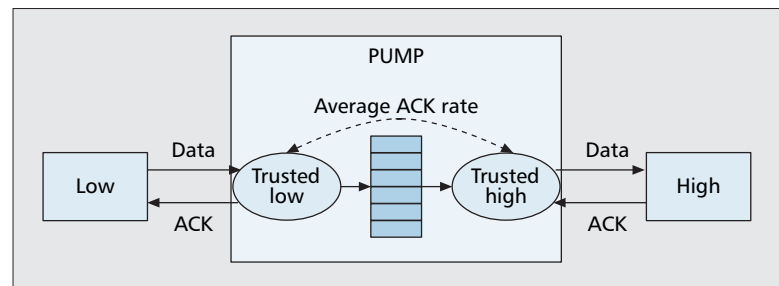 PUMP
Average ACK rate
Data
Data
Low
Trusted
low
Trusted
high
High
ACK
ACK